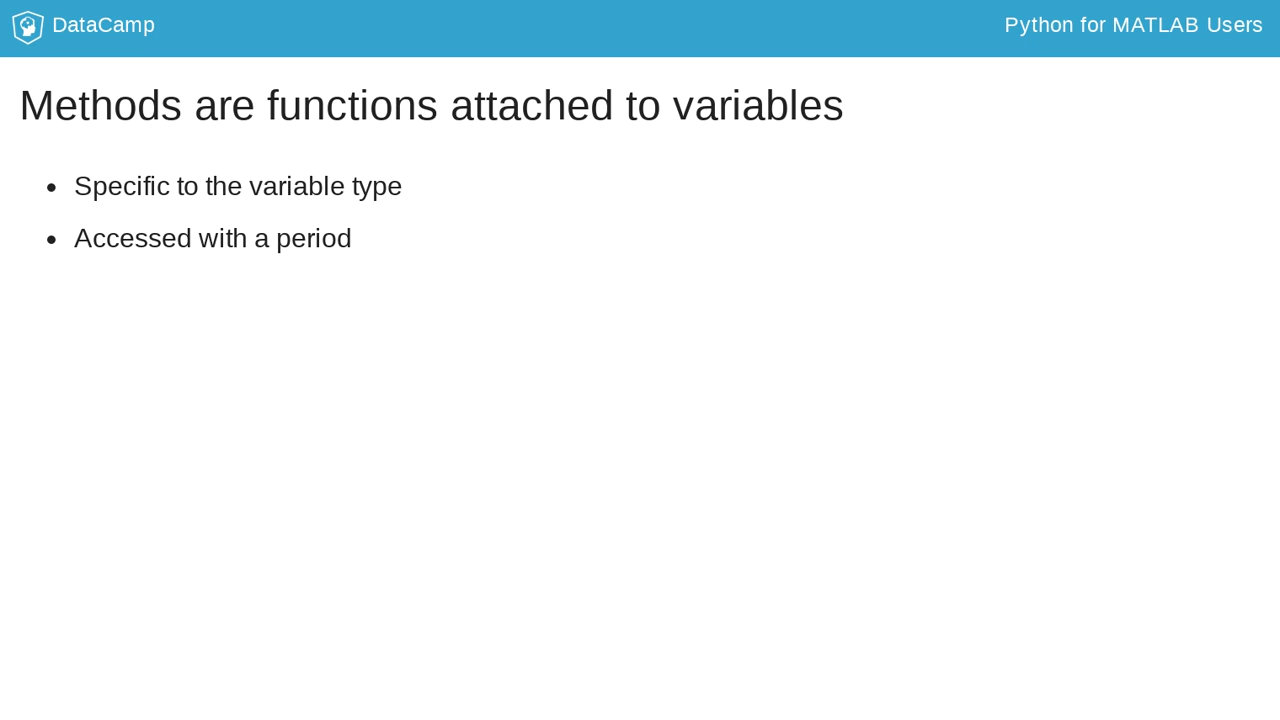 DataCamp
Python for MATLAB Users
Methods are functions attached to variables
• Specific to the variable type
• Accessed with a period